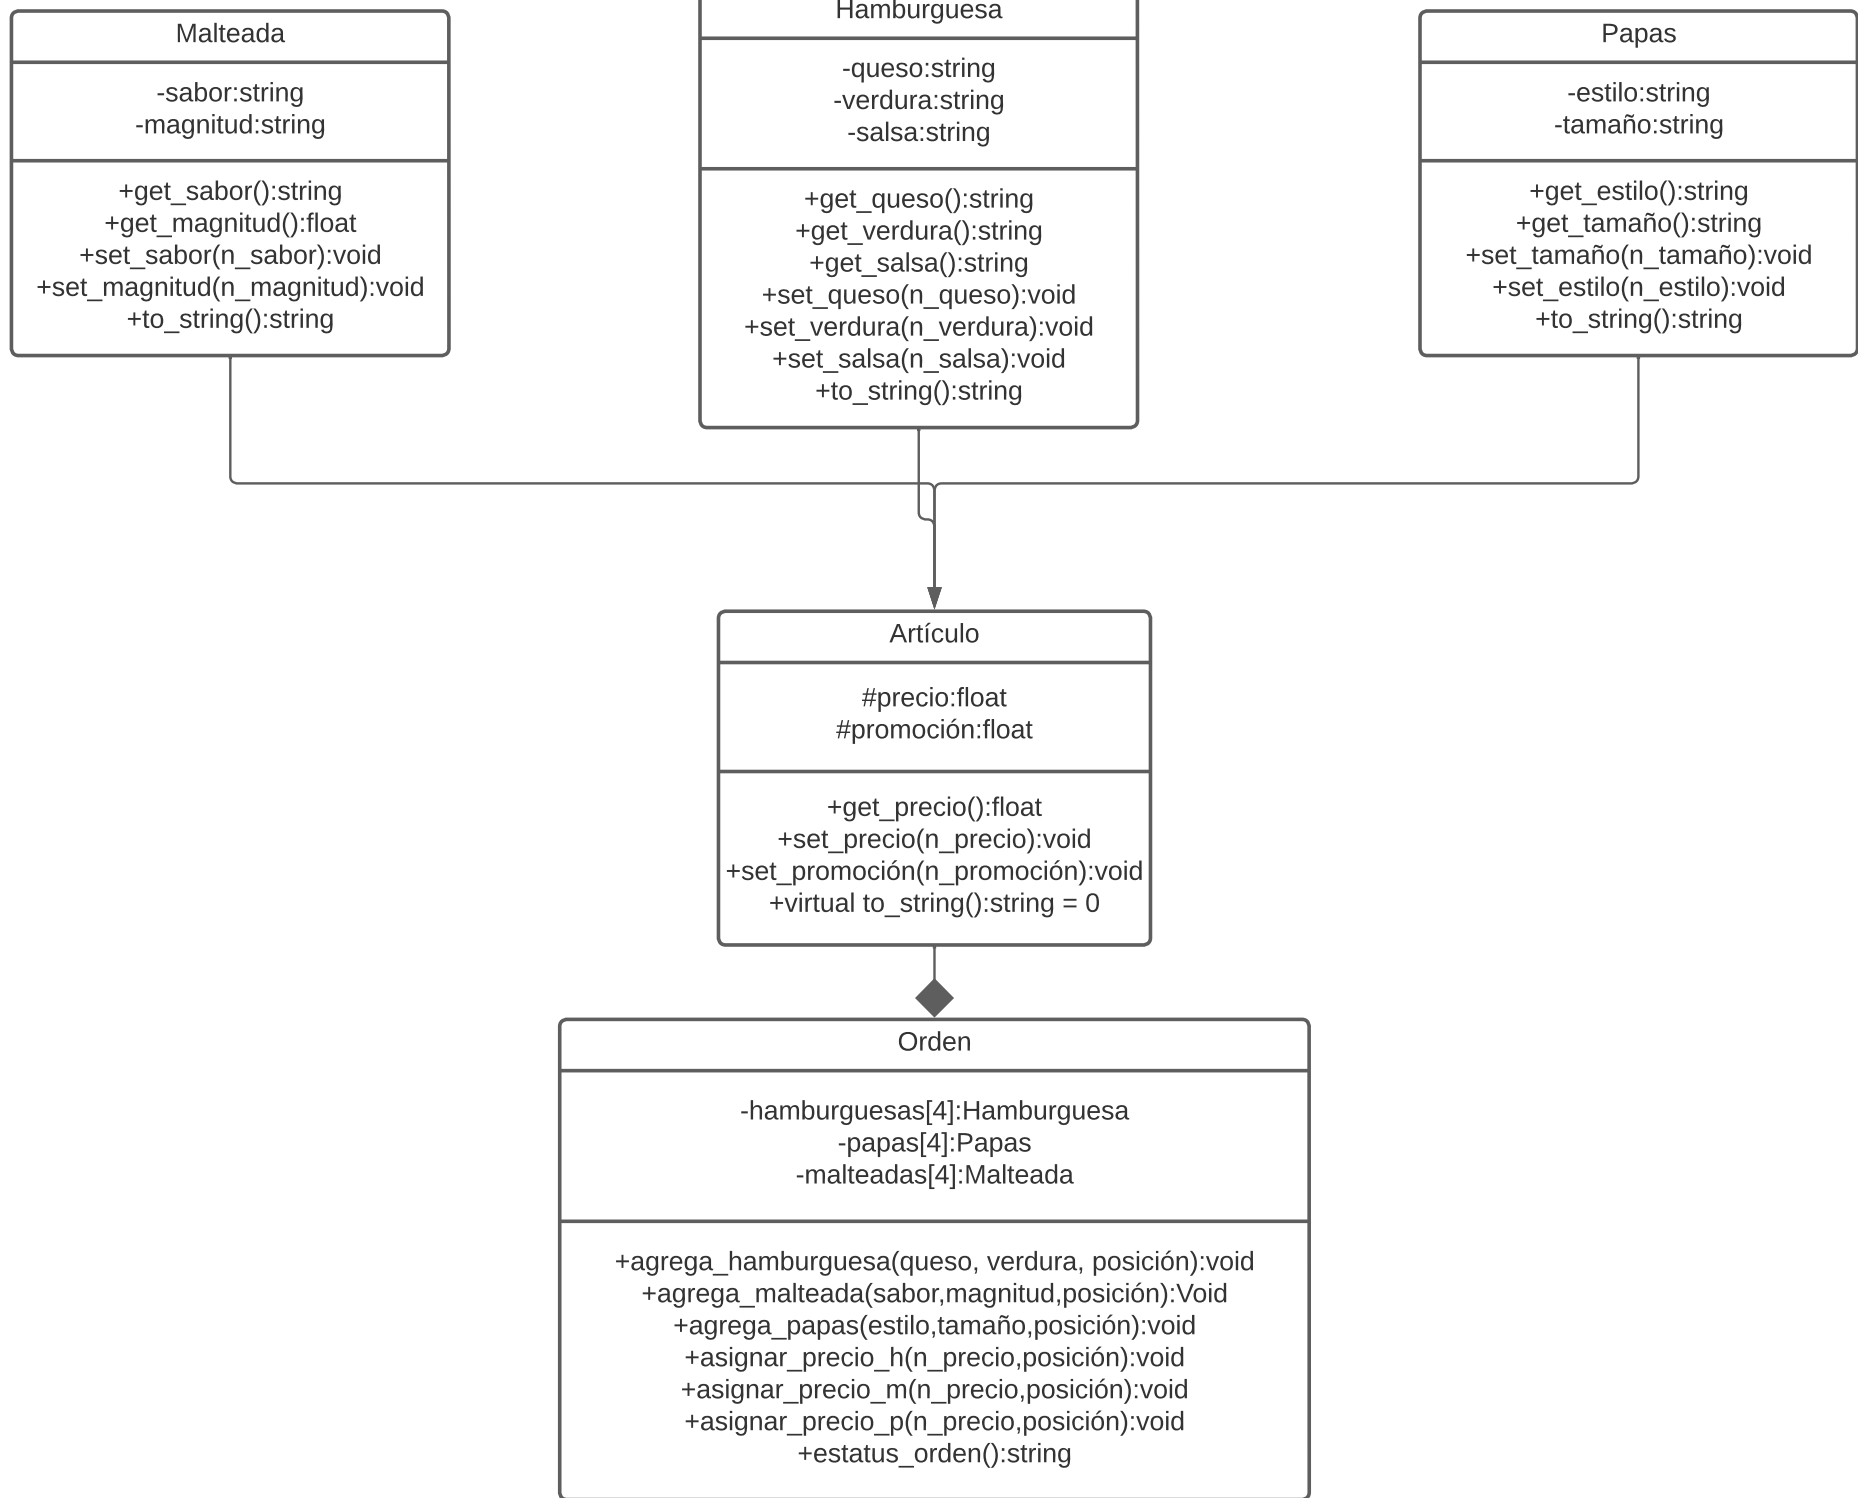 Malteada
-sabor:string
-magnitud:string
+get_sabor():string
+get_magnitud():float
+set_sabor(n_sabor):void
+set_magnitud(n_magnitud):void
+to_string():string
Hamburguesa
-queso:string
-verdura:string
-salsa:string
+get_queso():string
+get_verdura():string
+get_salsa():string
+set_queso(n_queso):void
+set_verdura(n_verdura):void
+set_salsa(n_salsa):void
+to_string():string
Papas
-estilo:string
-tamaño:string
+get_estilo():string
+get_tamaño():string
+set_tamaño(n_tamaño):void
+set_estilo(n_estilo):void
+to_string():string
Artículo
#precio:float
#promoción:float
+get_precio():float
+set_precio(n_precio):void
+set_promoción(n_promoción):void
+virtual to_string():string = 0
Orden
-hamburguesas[4]:Hamburguesa
-papas[4]:Papas
-malteadas[4]:Malteada
+agrega_hamburguesa(queso, verdura, posición):void
+agrega_malteada(sabor,magnitud,posición):Void
+agrega_papas(estilo,tamaño,posición):void
+asignar_precio_h(n_precio,posición):void
+asignar_precio_m(n_precio,posición):void
+asignar_precio_p(n_precio,posición):void
+estatus_orden():string